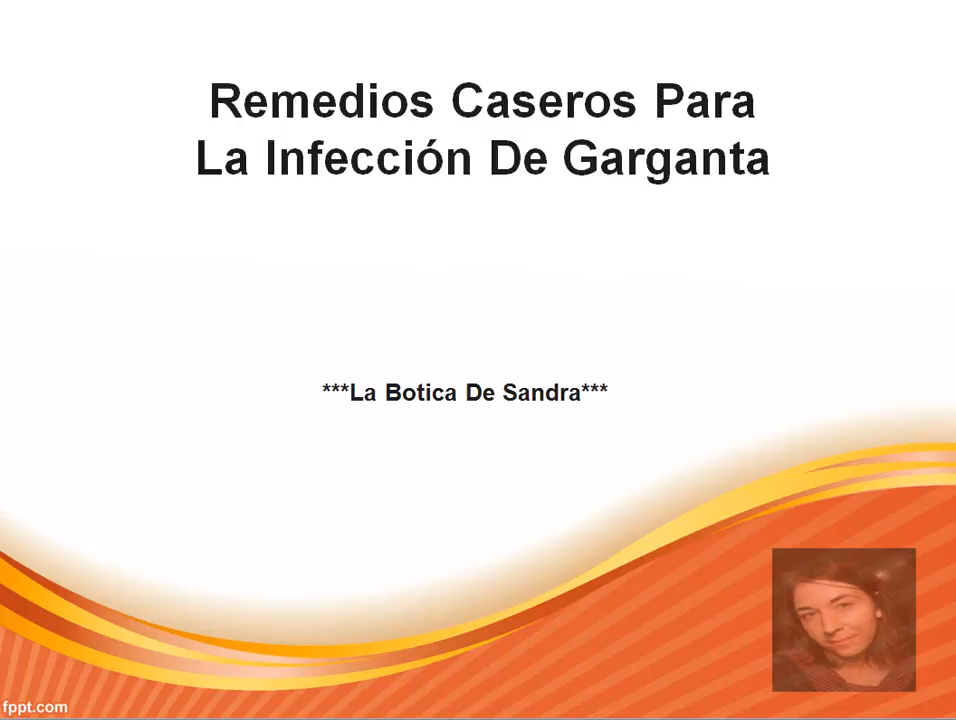 Remedios Caseros Para
La Infección De Garganta
***La Botica De Sandra***
fppt.com